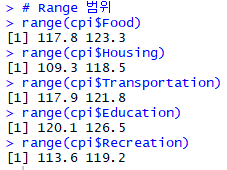 > # Range 범위
> range(cpi$Food)
[1] 117.8 123.3
> range(cpi$Housing)
[1] 109.3 118.5
> range(cpi$Transportation)
[1] 117.9 121.8
> range(cpi$Education)
[1] 120.1 126.5
> range(cpi$Recreation)
[1] 113.6 119.2